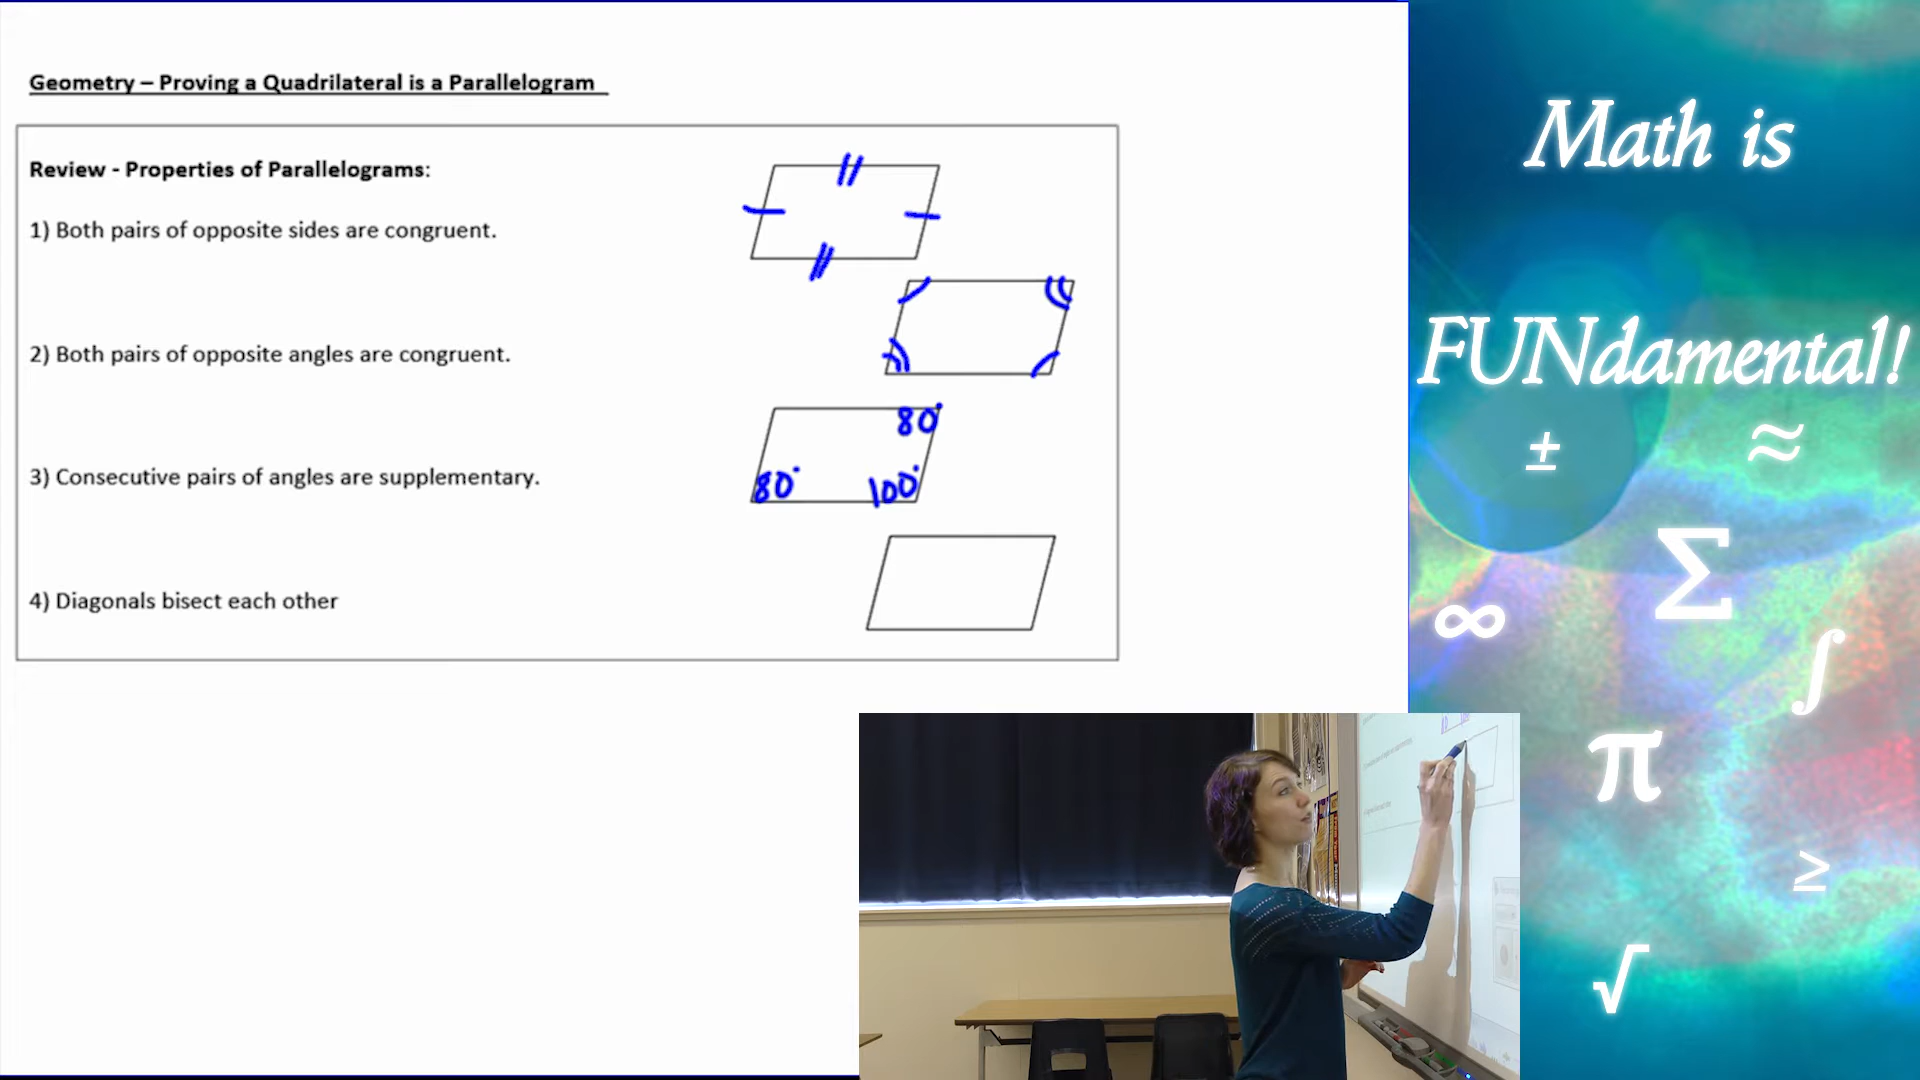 Geometry – Proving a Quadrilateral is a Parallelogram
Review - Properties of Parallelograms:
1) Both pairs of opposite sides are congruent.
2) Both pairs of opposite angles are congruent.
80°
3) Consecutive pairs of angles are supplementary.
80° 100°
4) Diagonals bisect each other
Math is
FUNdamental!
± ≈
Σ
∞
∫
π
≥
√